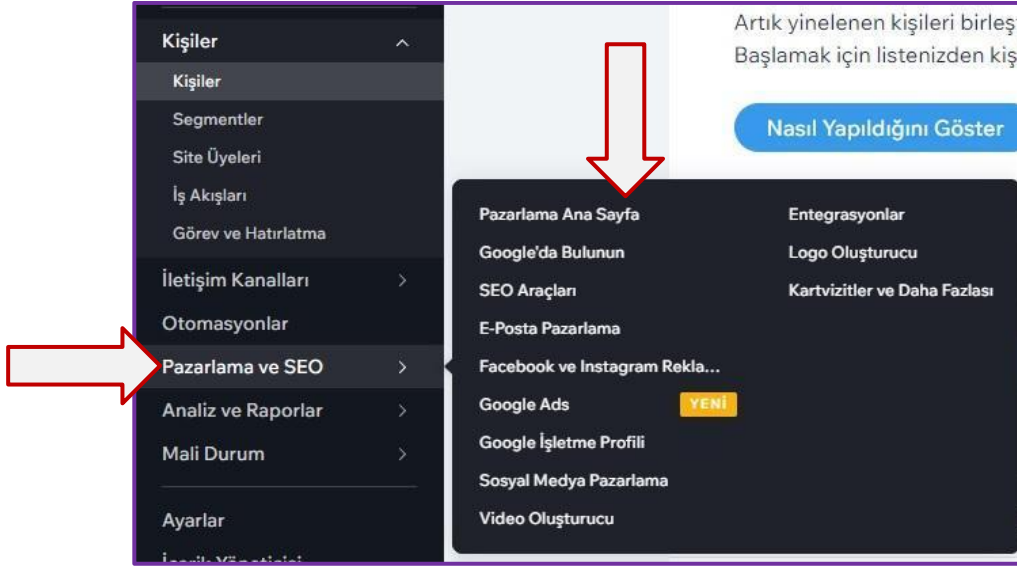 Kişiler
Kişiler
Segmentler
Site Üyeleri
İş Akışları
Görev ve Hatırlatma
İletişim Kanalları
Otomasyonlar
Pazarlama ve SEO
Analiz ve Raporlar
Mali Durum
Ayarlar
Artık yinelenen kişileri birleş
Başlamak için listenizden kiş
Nasıl Yapıldığını Göster
Pazarlama Ana Sayfa
Google'da Bulunun
SEO Araçları
E-Posta Pazarlama
Facebook ve Instagram Rekla...
Google Ads YENİ
Google İşletme Profili
Sosyal Medya Pazarlama
Video Oluşturucu
Entegrasyonlar
Logo Oluşturucu
Kartvizitler ve Daha Fazlası